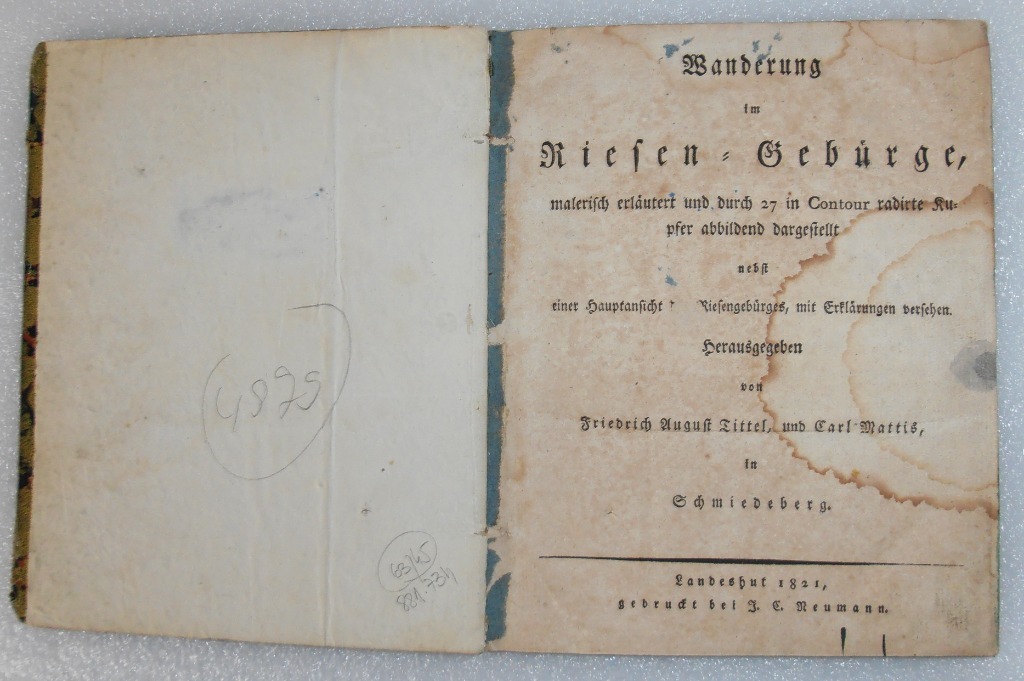 4879
63/45
Wanderung
im
Riesen-Gebürge,
malerisch erläutert und durch 27 in Contour radirte Ku-
pfer abbildend dargestellt
nebst
einer Hauptansicht Riesengebürges, mit Erklärungen versehen.
Herausgegeben
von
Friedrich August Tittel, und Carl Mattis,
in
Schmiedeberg.
Landeshut 1821,
gedruckt bei J. C. Neumann.